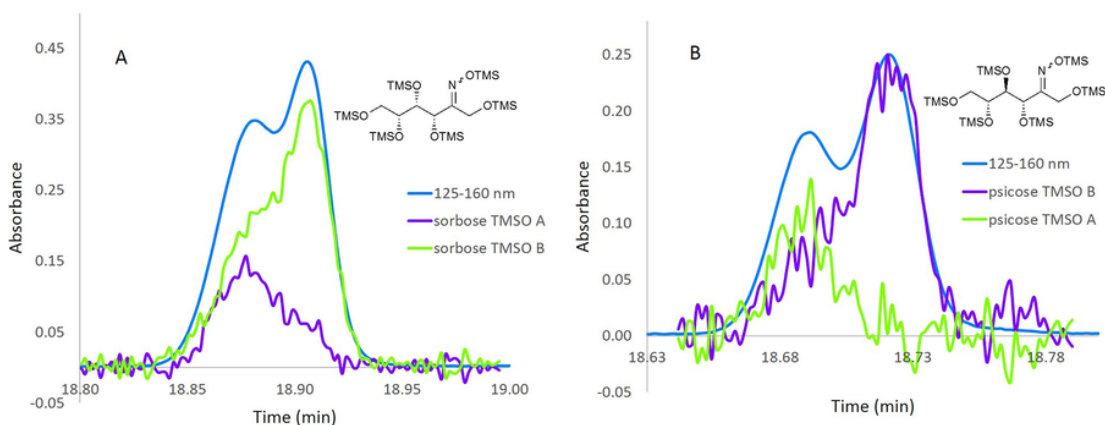 A
0.45
0.35
0.25
0.15
0.05
-0.05
Absorbance
18.80
18.85
18.90
18.95
19.00
Time (min)
N
OTMS
TMSO
OTMS
TMSO
TMSO
TMSO
OTMS
125-160 nm
sorbose TMSO A
sorbose TMSO B
B
0.25
0.20
0.15
0.10
0.05
0.00
-0.05
Absorbance
18.63
18.68
18.73
18.78
Time (min)
N
OTMS
TMSO
OTMS
TMSO
TMSO
OTMS
125-160 nm
psicose TMSO B
psicose TMSO A